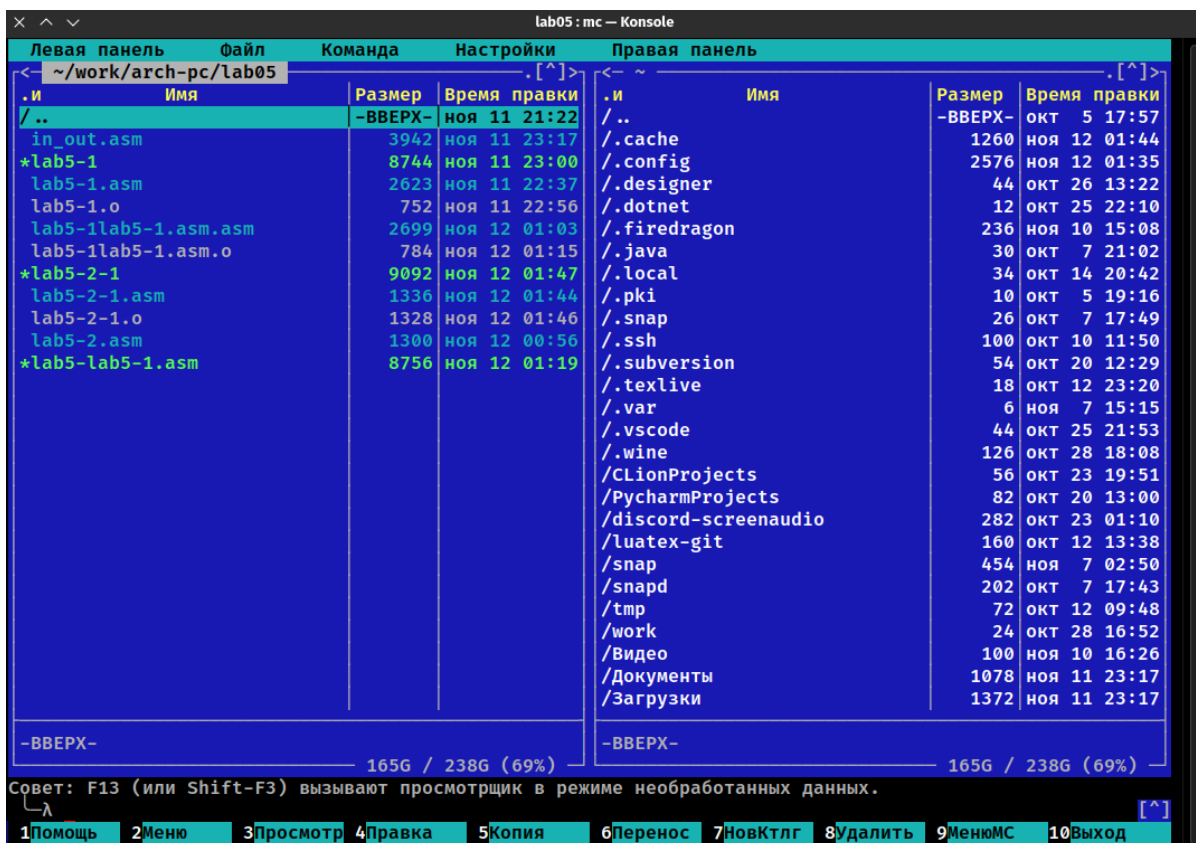 lab05 : mc — Konsole
Левая панель Файл Команда Настройки Правая панель
<— ~/work/arch-pc/lab05 .[^]> <— ~ .[^]>
.и Имя Размер Время правки .и Имя Размер Время правки
/.. -ВВЕРХ- ноя 11 21:22 /.. -ВВЕРХ- окт 5 17:57
in_out.asm 3942 ноя 11 23:17 /.cache 1260 ноя 12 01:44
*lab5-1 8744 ноя 11 23:00 /.config 2576 ноя 12 01:35
lab5-1.asm 2623 ноя 11 22:37 /.designer 44 окт 26 13:22
lab5-1.o 752 ноя 11 22:56 /.dotnet 12 окт 25 22:10
lab5-1lab5-1.asm.asm 2699 ноя 12 01:03 /.firedragon 236 ноя 10 15:08
lab5-1lab5-1.asm.o 784 ноя 12 01:15 /.java 30 окт 7 21:02
*lab5-2-1 9092 ноя 12 01:47 /.local 34 окт 14 20:42
lab5-2-1.asm 1336 ноя 12 01:44 /.pki 10 окт 5 19:16
lab5-2-1.o 1328 ноя 12 01:46 /.snap 26 окт 7 17:49
lab5-2.asm 1300 ноя 12 00:56 /.ssh 100 окт 10 11:50
*lab5-lab5-1.asm 8756 ноя 12 01:19 /.subversion 54 окт 20 12:29
/.texlive 18 окт 12 23:20
/.var 6 ноя 7 15:15
/.vscode 44 окт 25 21:53
/.wine 126 окт 28 18:08
/CLionProjects 56 окт 23 19:51
/PycharmProjects 82 окт 20 13:00
/discord-screenaudio 282 окт 23 01:10
/luatex-git 160 окт 12 13:38
/snap 454 ноя 7 02:50
/snapd 202 окт 7 17:43
/tmp 72 окт 12 09:48
/work 24 окт 28 16:52
/Видео 100 ноя 10 16:26
/Документы 1078 ноя 11 23:17
/Загрузки 1372 ноя 11 23:17
-ВВЕРХ- -ВВЕРХ-
165G / 238G (69%) 165G / 238G (69%)
Совет: F13 (или Shift-F3) вызывают просмотрщик в режиме необработанных данных.
╰─λ [^]
1Помощь 2Меню 3Просмотр 4Правка 5Копия 6Перенос 7НовКтлг 8Удалить 9МенюMC 10Выход